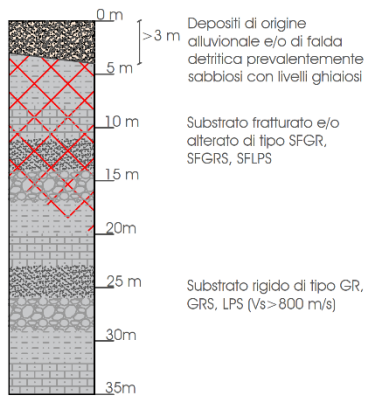 0 m
>3 m
Depositi di origine
alluvionale e/o di falda
detritica prevalentemente
sabbiosi con livelli ghiaiosi
5 m
10 m
Substrato fratturato e/o
alterato di tipo SFGR,
SFGRS, SFLPS
15 m
20m
25 m
Substrato rigido di tipo GR,
GRS, LPS (Vs>800 m/s)
30m
35m